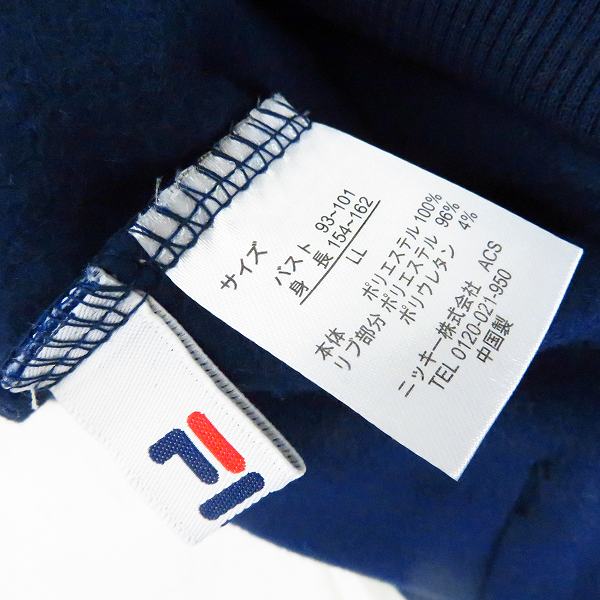 サイズ
バスト 93~101
身 長 154~162
LL
本体 ポリエステル 100%
リブ部分 ポリエステル 96%
ポリウレタン 4%
ニッキー株式会社 ACS
TEL 0120-021-950
中国製
F